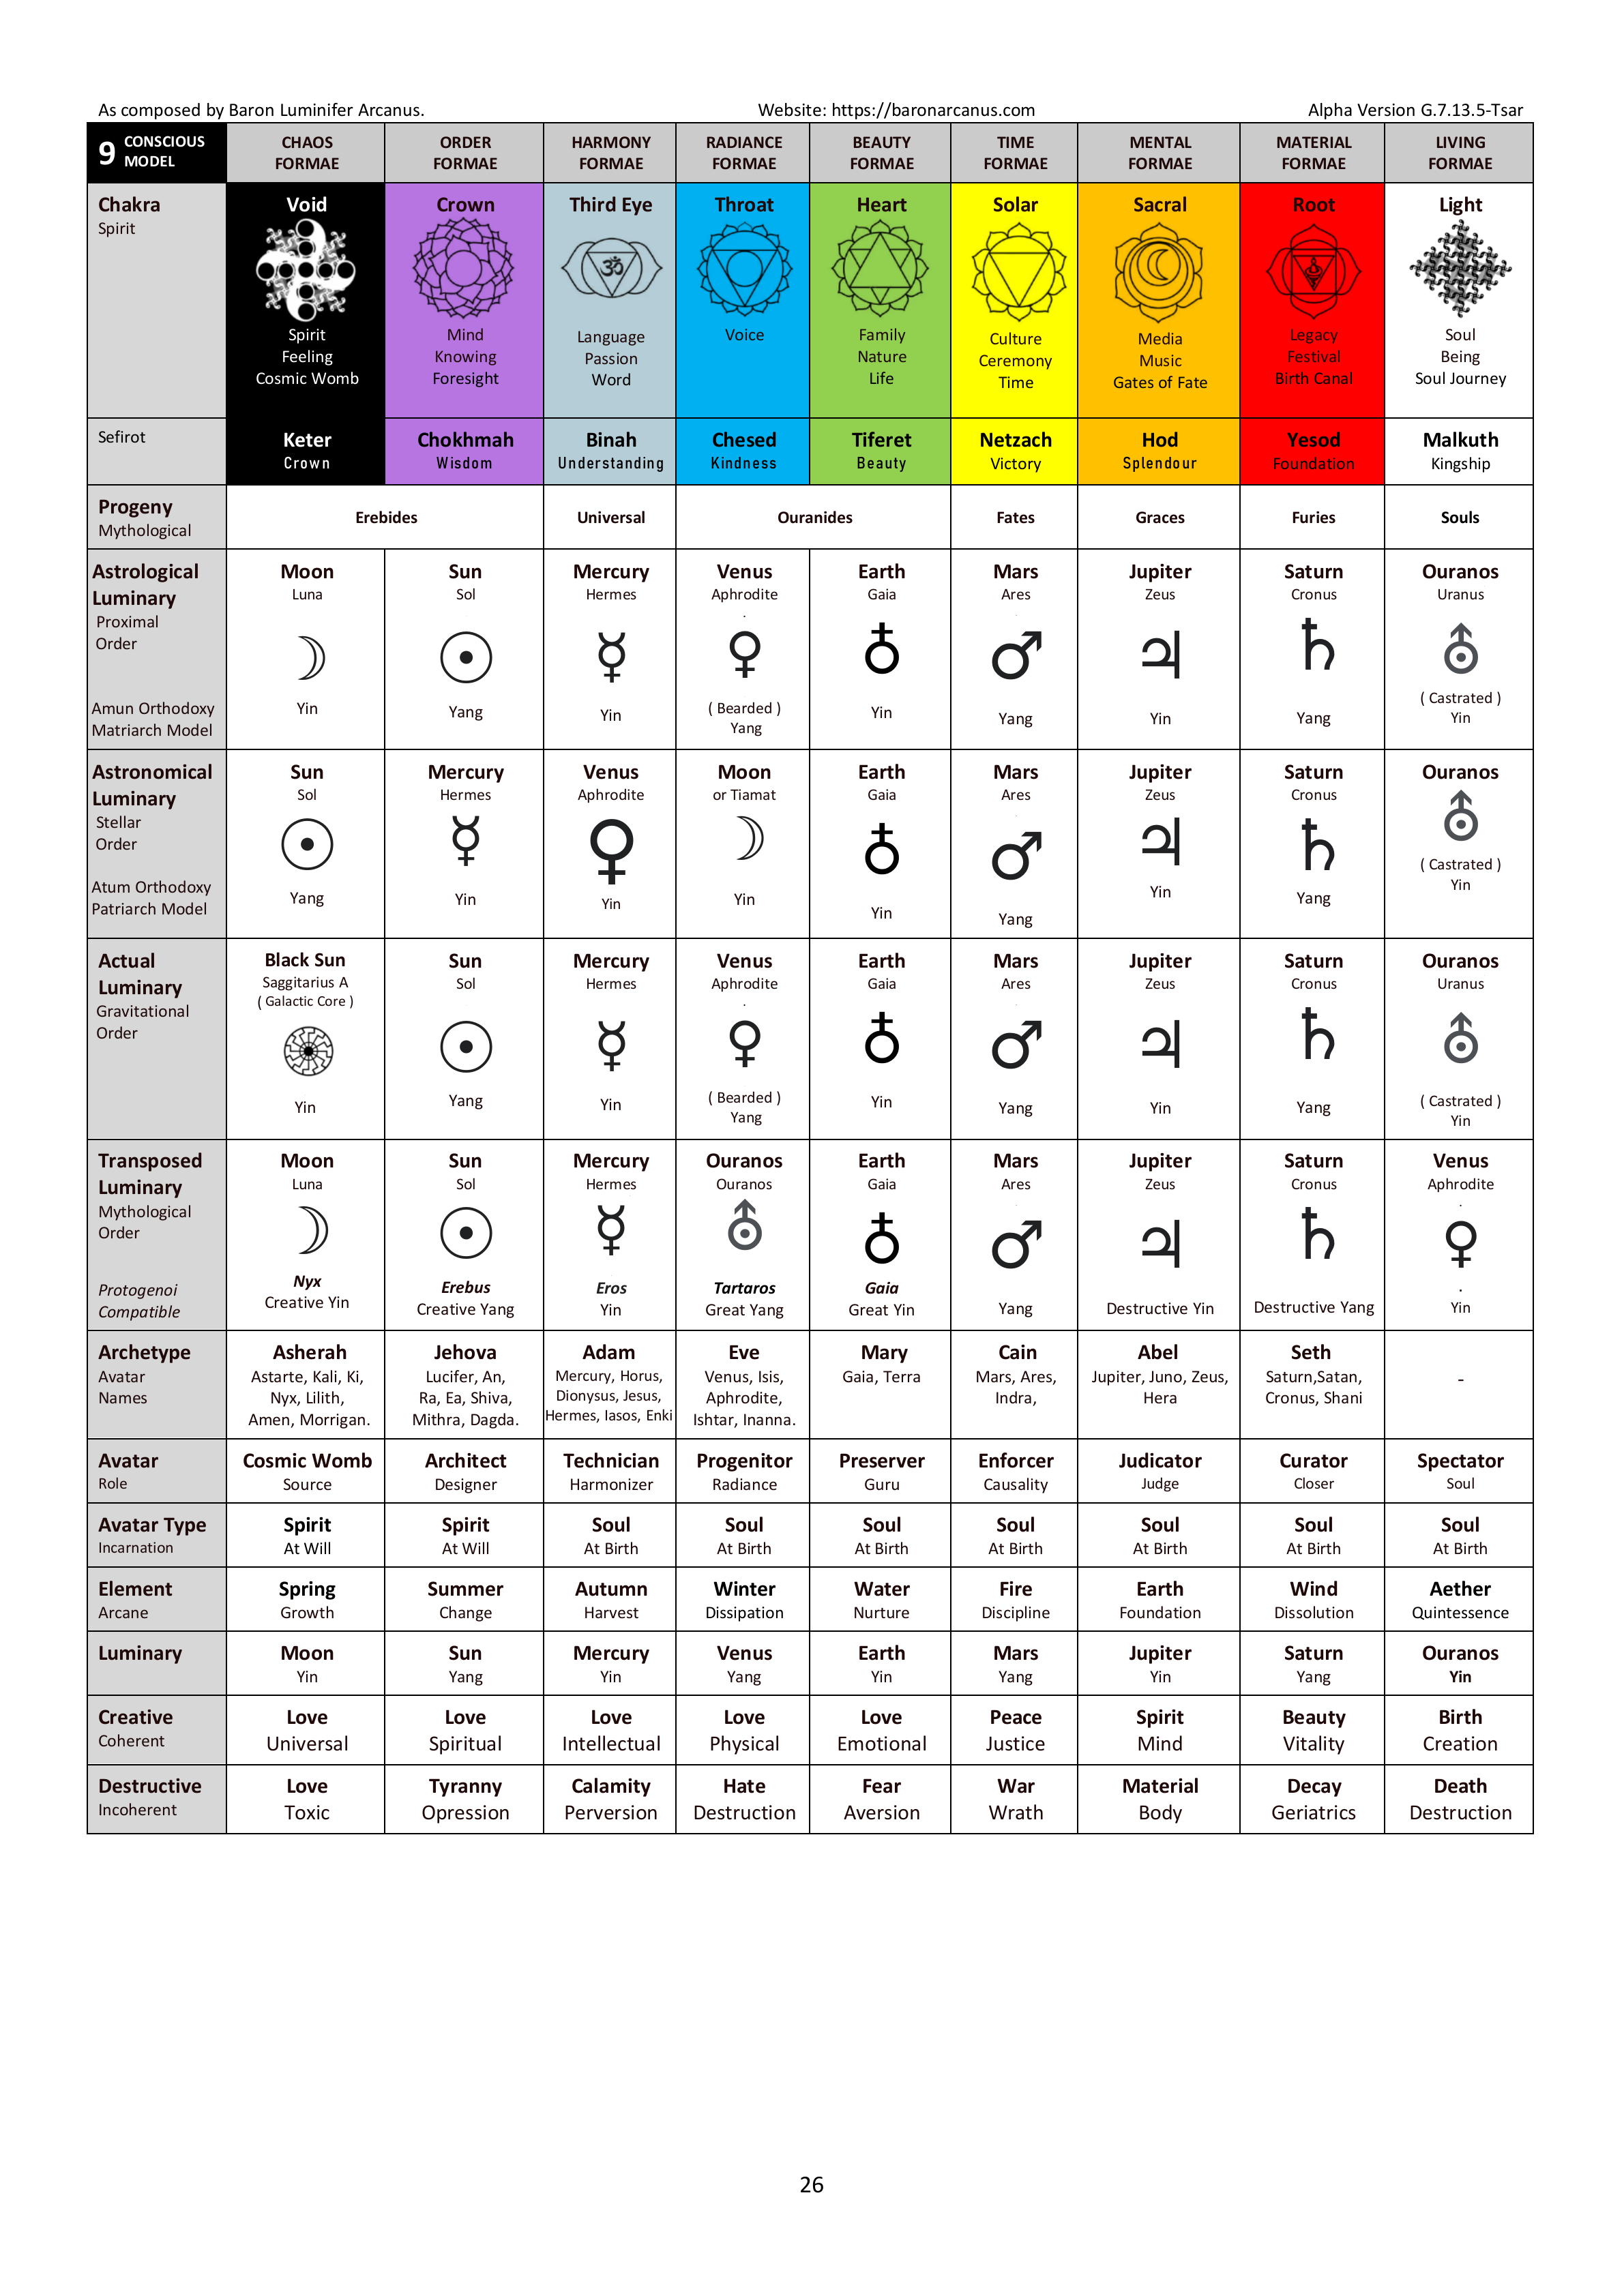 As composed by Baron Luminifer Arcanus. Website: https://baronarcanus.com Alpha Version G.7.13.5-Tsar
9 CONSCIOUS MODEL
CHAOS FORMAE
ORDER FORMAE
HARMONY FORMAE
RADIANCE FORMAE
BEAUTY FORMAE
TIME FORMAE
MENTAL FORMAE
MATERIAL FORMAE
LIVING FORMAE
Chakra
Spirit
Void
Spirit
Feeling
Cosmic Womb
Crown
Mind
Knowing
Foresight
Third Eye
ॐ
Language
Passion
Word
Throat
Voice
Heart
Family
Nature
Life
Solar
Culture
Ceremony
Time
Sacral
Media
Music
Gates of Fate
Root
Legacy
Festival
Birth Canal
Light
Soul
Being
Soul Journey
Sefirot
Keter
Crown
Chokhmah
Wisdom
Binah
Understanding
Chesed
Kindness
Tiferet
Beauty
Netzach
Victory
Hod
Splendour
Yesod
Foundation
Malkuth
Kingship
Progeny
Mythological
Erebides
Universal
Ouranides
Fates
Graces
Furies
Souls
Astrological
Luminary
Proximal
Order
Amun Orthodoxy
Matriarch Model
Moon
Luna
Yin
Sun
Sol
Yang
Mercury
Hermes
Yin
Venus
Aphrodite
( Bearded )
Yang
Earth
Gaia
Yin
Mars
Ares
Yang
Jupiter
Zeus
Yin
Saturn
Cronus
Yang
Ouranos
Uranus
( Castrated )
Yin
Astronomical
Luminary
Stellar
Order
Atum Orthodoxy
Patriarch Model
Sun
Sol
Yang
Mercury
Hermes
Yin
Venus
Aphrodite
Yin
Moon
or Tiamat
Yin
Earth
Gaia
Yin
Mars
Ares
Yang
Jupiter
Zeus
Yin
Saturn
Cronus
Yang
Ouranos
( Castrated )
Yin
Actual
Luminary
Gravitational
Order
Black Sun
Saggitarius A
( Galactic Core )
Yin
Sun
Sol
Yang
Mercury
Hermes
Yin
Venus
Aphrodite
( Bearded )
Yang
Earth
Gaia
Yin
Mars
Ares
Yang
Jupiter
Zeus
Yin
Saturn
Cronus
Yang
Ouranos
Uranus
( Castrated )
Yin
Transposed
Luminary
Mythological
Order
Protogenoi
Compatible
Moon
Luna
Nyx
Creative Yin
Sun
Sol
Erebus
Creative Yang
Mercury
Hermes
Eros
Yin
Ouranos
Ouranos
Tartaros
Great Yang
Earth
Gaia
Gaia
Great Yin
Mars
Ares
Yang
Jupiter
Zeus
Destructive Yin
Saturn
Cronus
Destructive Yang
Venus
Aphrodite
Yin
Archetype
Avatar
Names
Asherah
Astarte, Kali, Ki,
Nyx, Lilith,
Amen, Morrigan.
Jehova
Lucifer, An,
Ra, Ea, Shiva,
Mithra, Dagda.
Adam
Mercury, Horus,
Dionysus, Jesus,
Hermes, Iasos, Enki
Eve
Venus, Isis,
Aphrodite,
Ishtar, Inanna.
Mary
Gaia, Terra
Cain
Mars, Ares,
Indra,
Abel
Jupiter, Juno, Zeus,
Hera
Seth
Saturn,Satan,
Cronus, Shani
-
Avatar
Role
Cosmic Womb
Source
Architect
Designer
Technician
Harmonizer
Progenitor
Radiance
Preserver
Guru
Enforcer
Causality
Judicator
Judge
Curator
Closer
Spectator
Soul
Avatar Type
Incarnation
Spirit
At Will
Spirit
At Will
Soul
At Birth
Soul
At Birth
Soul
At Birth
Soul
At Birth
Soul
At Birth
Soul
At Birth
Soul
At Birth
Element
Arcane
Spring
Growth
Summer
Change
Autumn
Harvest
Winter
Dissipation
Water
Nurture
Fire
Discipline
Earth
Foundation
Wind
Dissolution
Aether
Quintessence
Luminary
Moon
Yin
Sun
Yang
Mercury
Yin
Venus
Yang
Earth
Yin
Mars
Yang
Jupiter
Yin
Saturn
Yang
Ouranos
Yin
Creative
Coherent
Love
Universal
Love
Spiritual
Love
Intellectual
Love
Physical
Love
Emotional
Peace
Justice
Spirit
Mind
Beauty
Vitality
Birth
Creation
Destructive
Incoherent
Love
Toxic
Tyranny
Opression
Calamity
Perversion
Hate
Destruction
Fear
Aversion
War
Wrath
Material
Body
Decay
Geriatrics
Death
Destruction
26